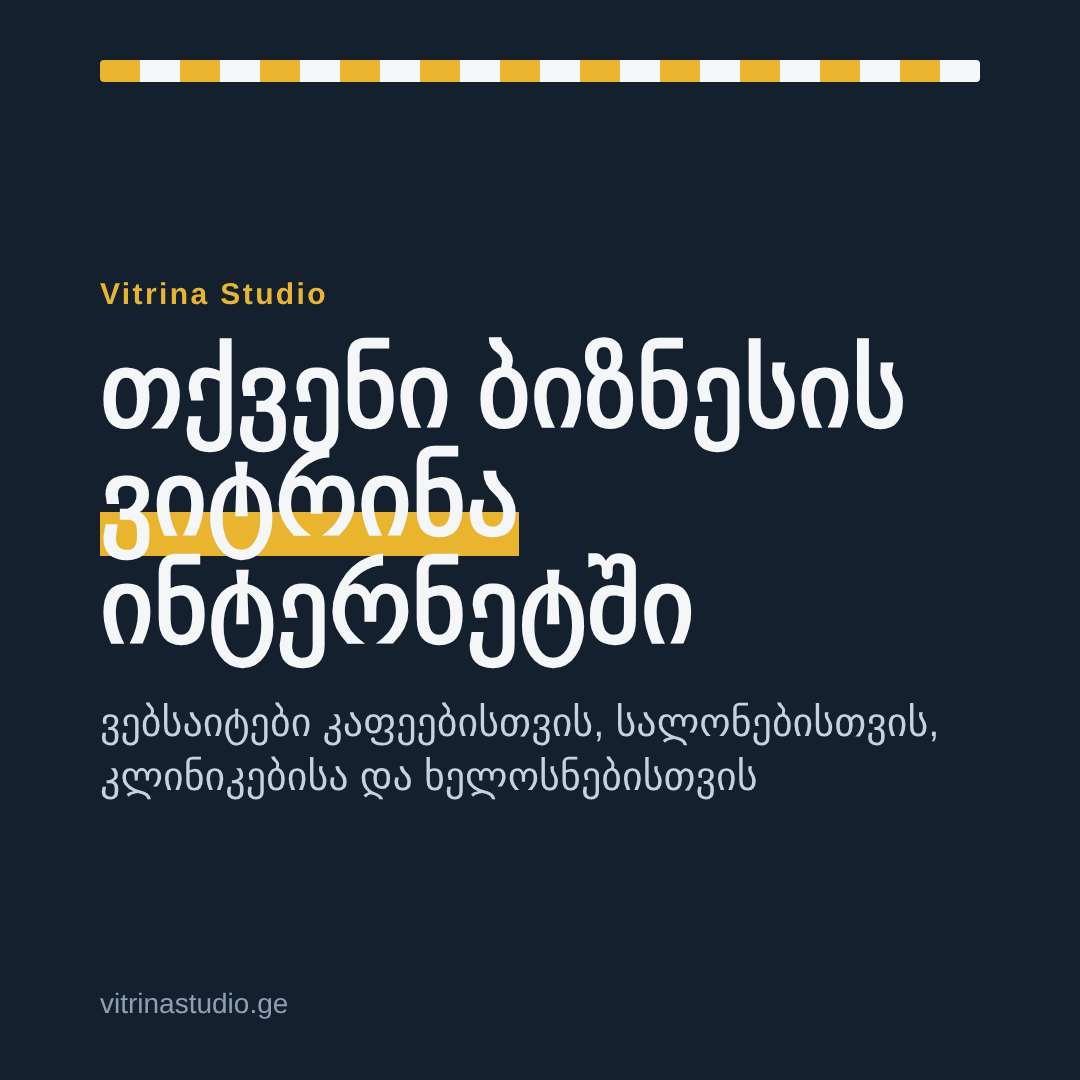 Vitrina Studio
თქვენი ბიზნესის
ვიტრინა
ინტერნეტში
ვებსაიტები კაფეებისთვის, სალონებისთვის,
კლინიკებისა და ხელოსნებისთვის
vitrinastudio.ge